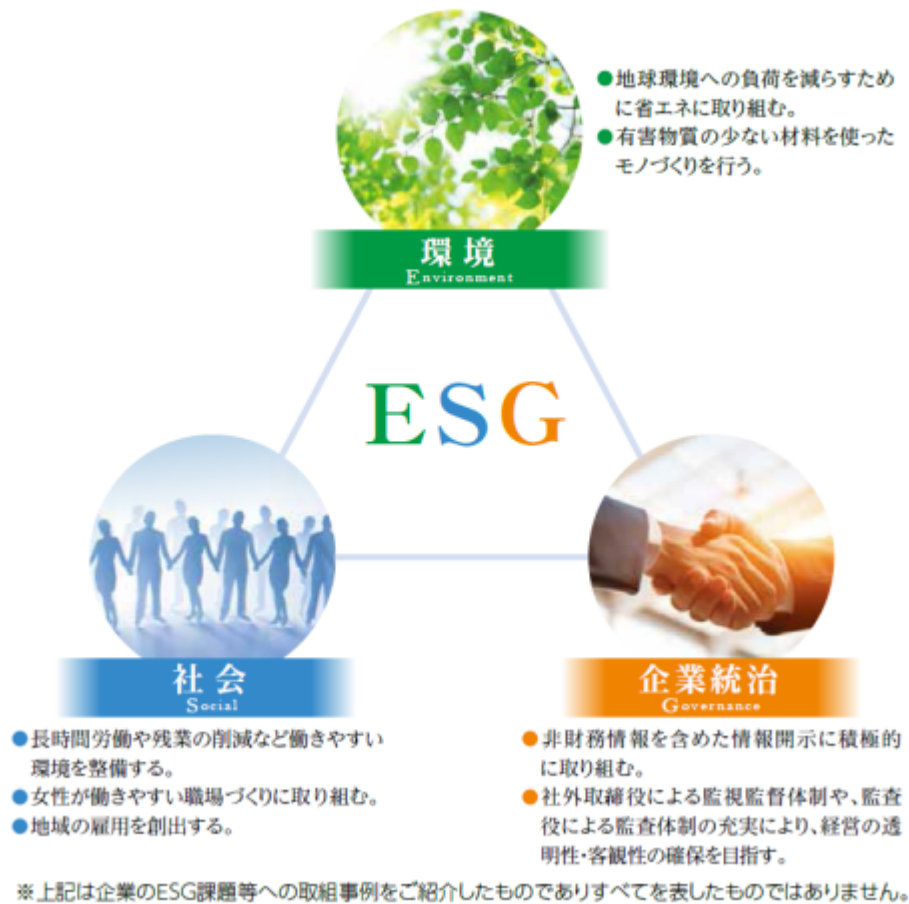 ●地球環境への負荷を減らすため
に省エネに取り組む。
●有害物質の少ない材料を使った
モノづくりを行う。
環境
Environment
ESG
社会
Social
●長時間労働や残業の削減など働きやすい
環境を整備する。
●女性が働きやすい職場づくりに取り組む。
●地域の雇用を創出する。
企業統治
Governance
●非財務情報を含めた情報開示に積極的
に取り組む。
●社外取締役による監視監督体制や、監査
役による監査体制の充実により、経営の透
明性・客観性の確保を目指す。
※上記は企業のESG課題等への取組事例をご紹介したものでありすべてを表したものではありません。